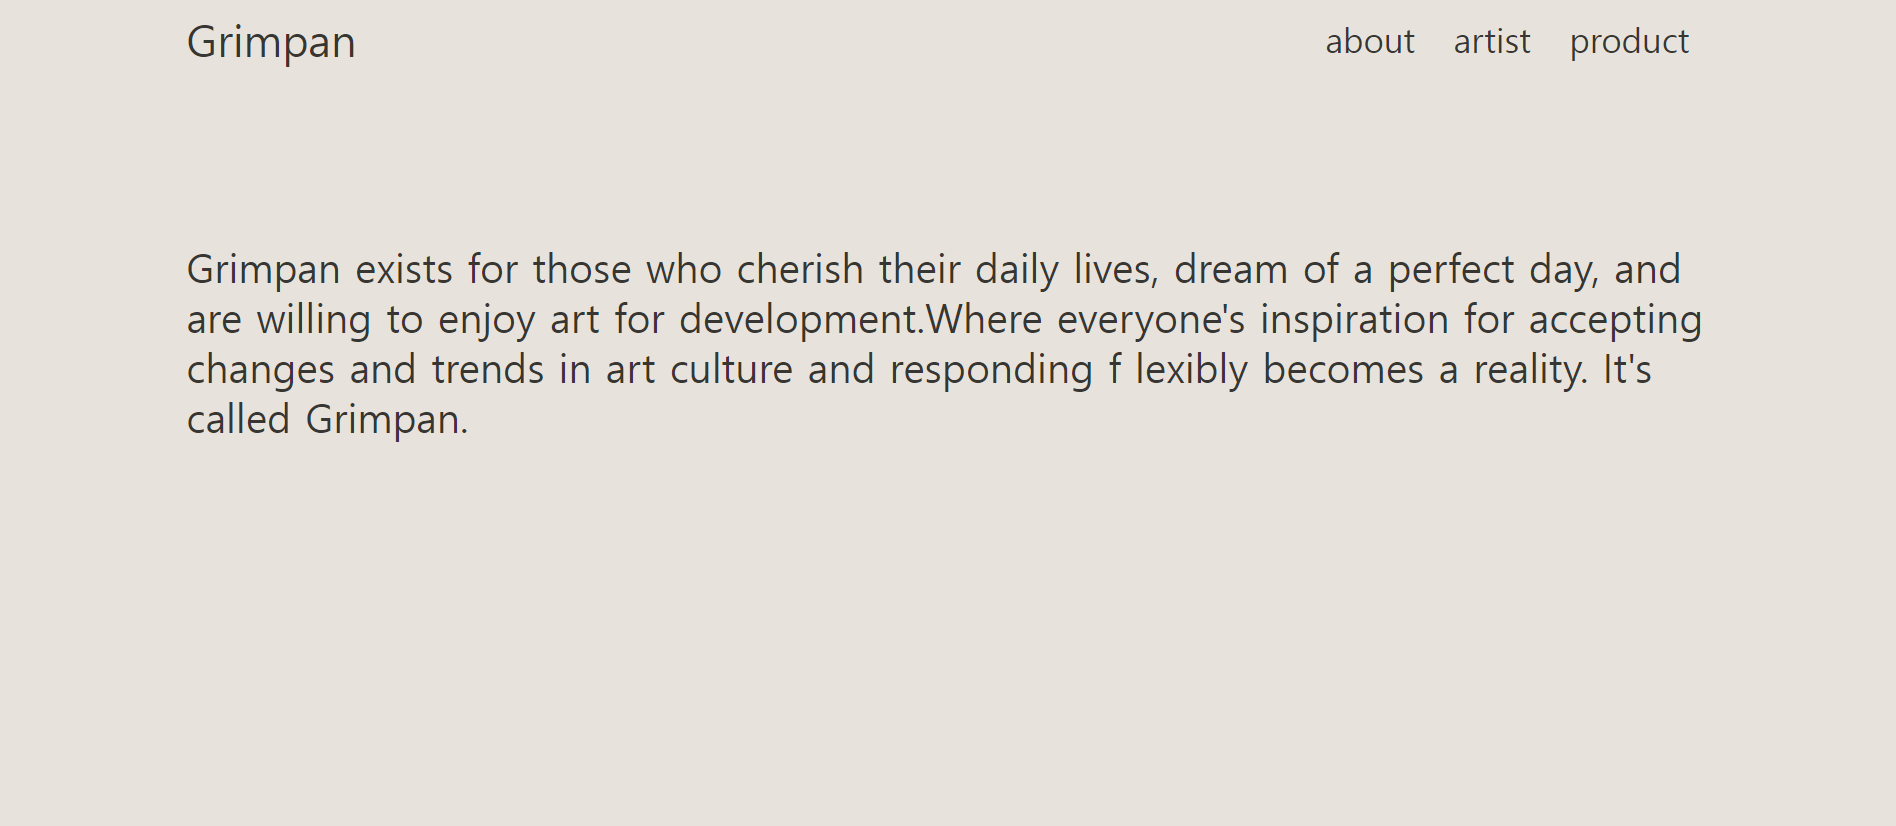 Grimpan
about artist product
Grimpan exists for those who cherish their daily lives, dream of a perfect day, and
are willing to enjoy art for development.Where everyone's inspiration for accepting
changes and trends in art culture and responding f lexibly becomes a reality. It's
called Grimpan.